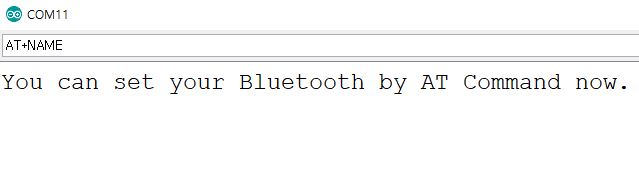 COM11
AT+NAME
You can set your Bluetooth by AT Command now.